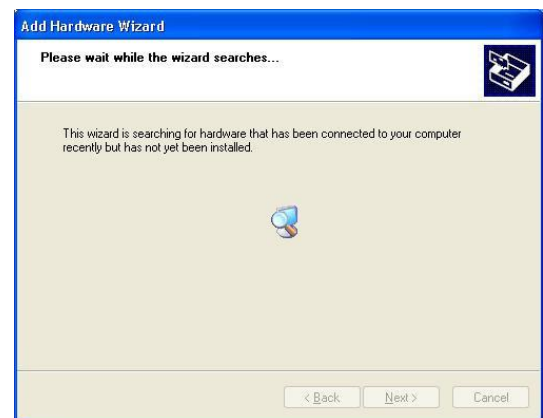 Add Hardware Wizard
Please wait while the wizard searches...
This wizard is searching for hardware that has been connected to your computer
recently but has not yet been installed.
< Back Next > Cancel